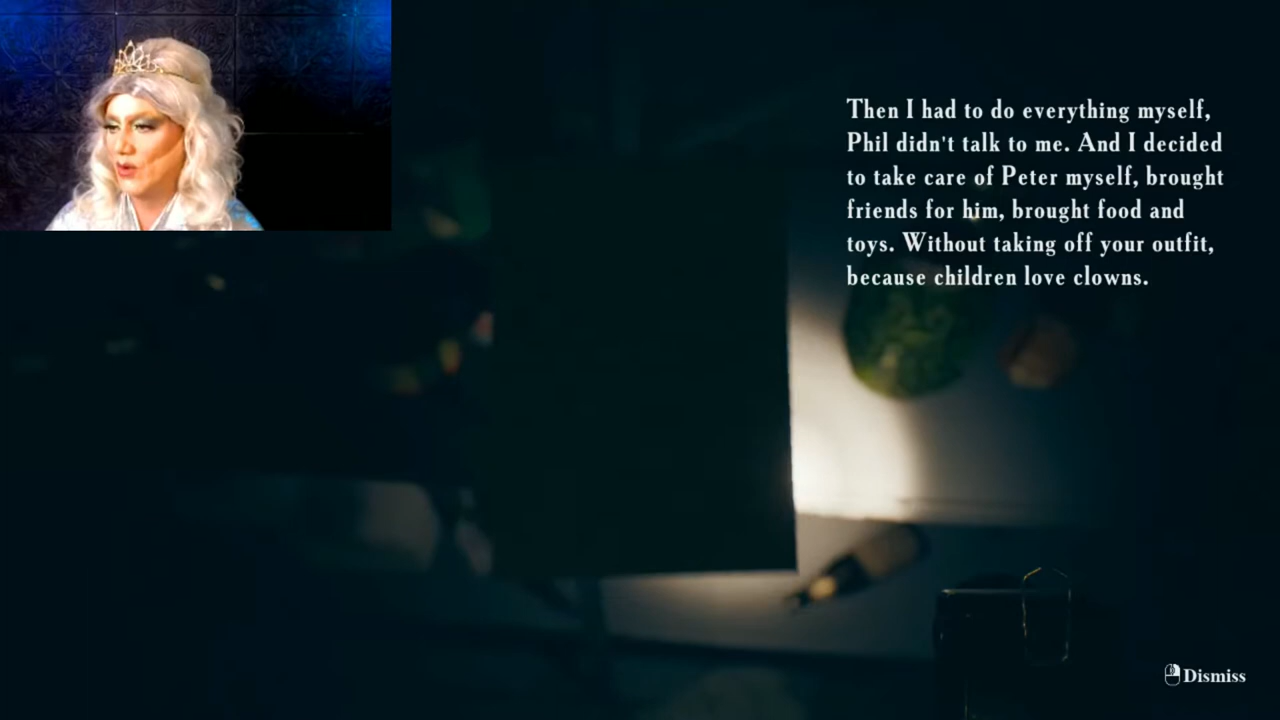 Then I had to do everything myself,
Phil didn't talk to me. And I decided
to take care of Peter myself, brought
friends for him, brought food and
toys. Without taking off your outfit,
because children love clowns.
Dismiss